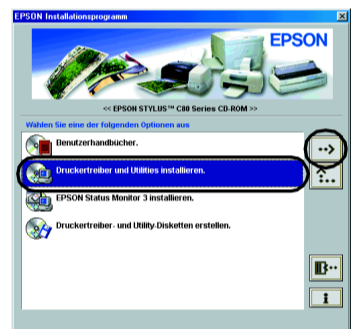 EPSON Installationsprogramm
EPSON
<< EPSON STYLUS™ C80 Series CD-ROM >>
Wählen Sie eine der folgenden Optionen aus
Benutzerhandbücher.
Druckertreiber und Utilities installieren.
EPSON Status Monitor 3 installieren.
Druckertreiber- und Utility-Disketten erstellen.